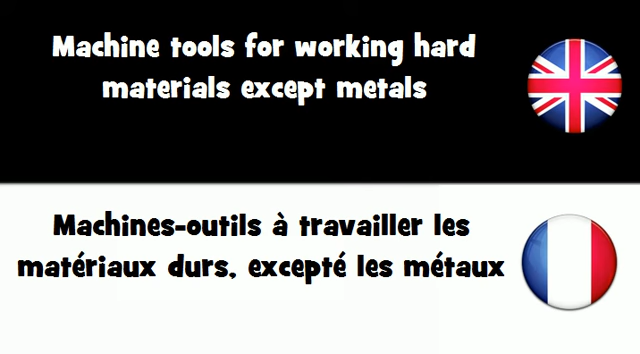 Machine tools for working hard
materials except metals
Machines-outils à travailler les
matériaux durs, excepté les métaux